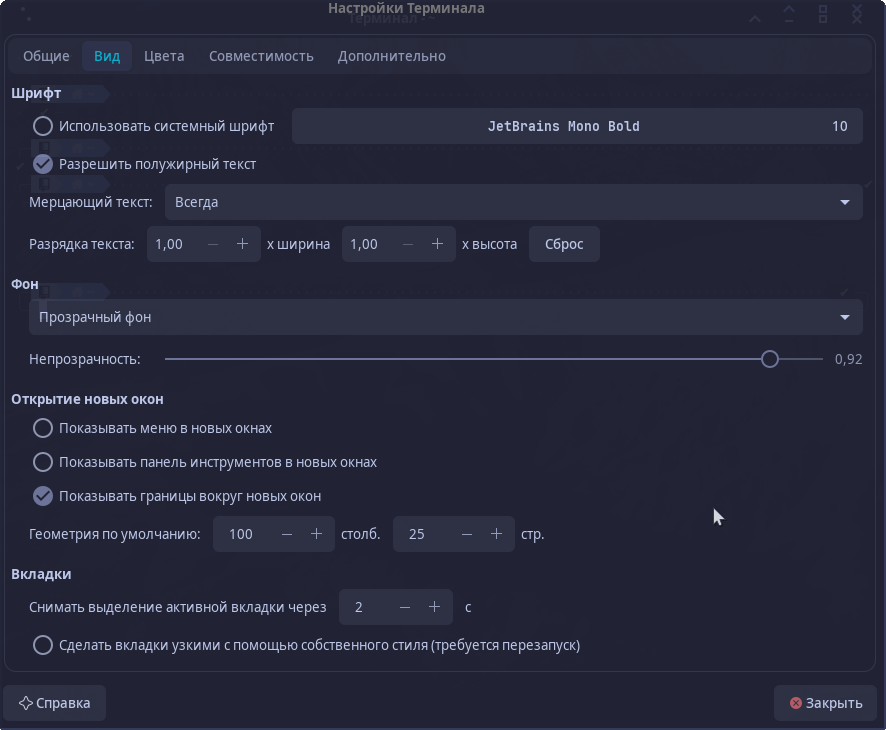 Настройки Терминала
Терминал - ~
Общие Вид Цвета Совместимость Дополнительно
Шрифт
Использовать системный шрифт JetBrains Mono Bold 10
Разрешить полужирный текст
Мерцающий текст: Всегда
Разрядка текста: 1,00 − + x ширина 1,00 − + x высота Сброс
Фон
Прозрачный фон
Непрозрачность: 0,92
Открытие новых окон
Показывать меню в новых окнах
Показывать панель инструментов в новых окнах
Показывать границы вокруг новых окон
Геометрия по умолчанию: 100 − + столб. 25 − + стр.
Вкладки
Снимать выделение активной вкладки через 2 − + с
Сделать вкладки узкими с помощью собственного стиля (требуется перезапуск)
Справка Закрыть